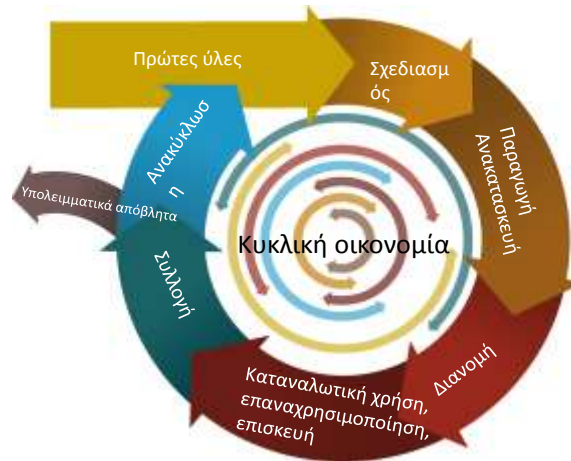 Πρώτες ύλες
Σχεδιασμ
ός
Παραγωγή
Ανακατασκευή
Διανομή
Καταναλωτική χρήση,
επαναχρησιμοποίηση,
επισκευή
Συλλογή
Υπολειμματικά απόβλητα
Ανακύκλωσ
η
Κυκλική οικονομία